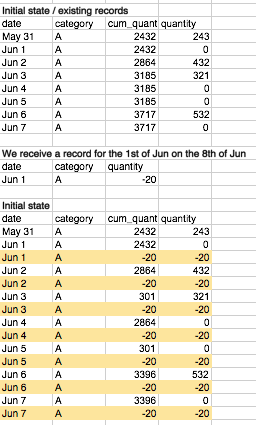 Initial state / existing records
date category cum_quant quantity
May 31 A 2432 243
Jun 1 A 2432 0
Jun 2 A 2864 432
Jun 3 A 3185 321
Jun 4 A 3185 0
Jun 5 A 3185 0
Jun 6 A 3717 532
Jun 7 A 3717 0
We receive a record for the 1st of Jun on the 8th of Jun
date category quantity
Jun 1 A -20
Initial state
date category cum_quant quantity
May 31 A 2432 243
Jun 1 A 2432 0
Jun 1 A -20 -20
Jun 2 A 2864 432
Jun 2 A -20 -20
Jun 3 A 301 321
Jun 3 A -20 -20
Jun 4 A 2864 0
Jun 4 A -20 -20
Jun 5 A 301 0
Jun 5 A -20 -20
Jun 6 A 3396 532
Jun 6 A -20 -20
Jun 7 A 3396 0
Jun 7 A -20 -20